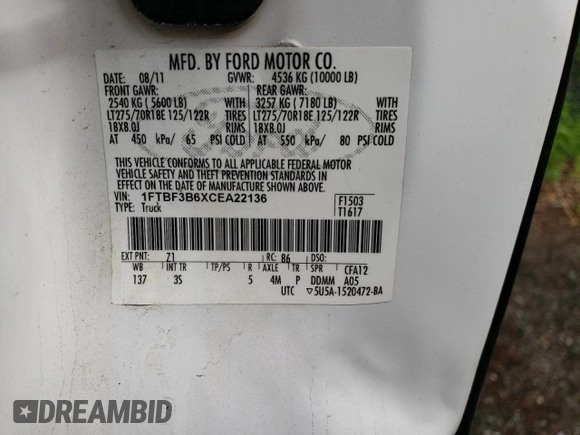 MFD. BY FORD MOTOR CO.
DATE: 08/11 GVWR: 4536 KG (10000 LB)
FRONT GAWR: REAR GAWR:
2540 KG ( 5600 LB) WITH 3257 KG ( 7180 LB) WITH
LT275/70R18E 125/122R TIRES LT275/70R18E 125/122R TIRES
18X8.0J RIMS 18X8.0J RIMS
AT 450 kPa/ 65 PSI COLD AT 550 kPa/ 80 PSI COLD
THIS VEHICLE CONFORMS TO ALL APPLICABLE FEDERAL MOTOR
VEHICLE SAFETY AND THEFT PREVENTION STANDARDS IN
EFFECT ON THE DATE OF MANUFACTURE SHOWN ABOVE.
VIN: 1FTBF3B6XCEA22136 F1503
TYPE: Truck T1617
EXT PNT: Z1 RC: 86 DSO:
WB INT TR TP/PS R AXLE TR SPR CFA12
137 3S 5 4M P DDMM A05
UTC ▽5U5A-1520472-BA
DREAMBID